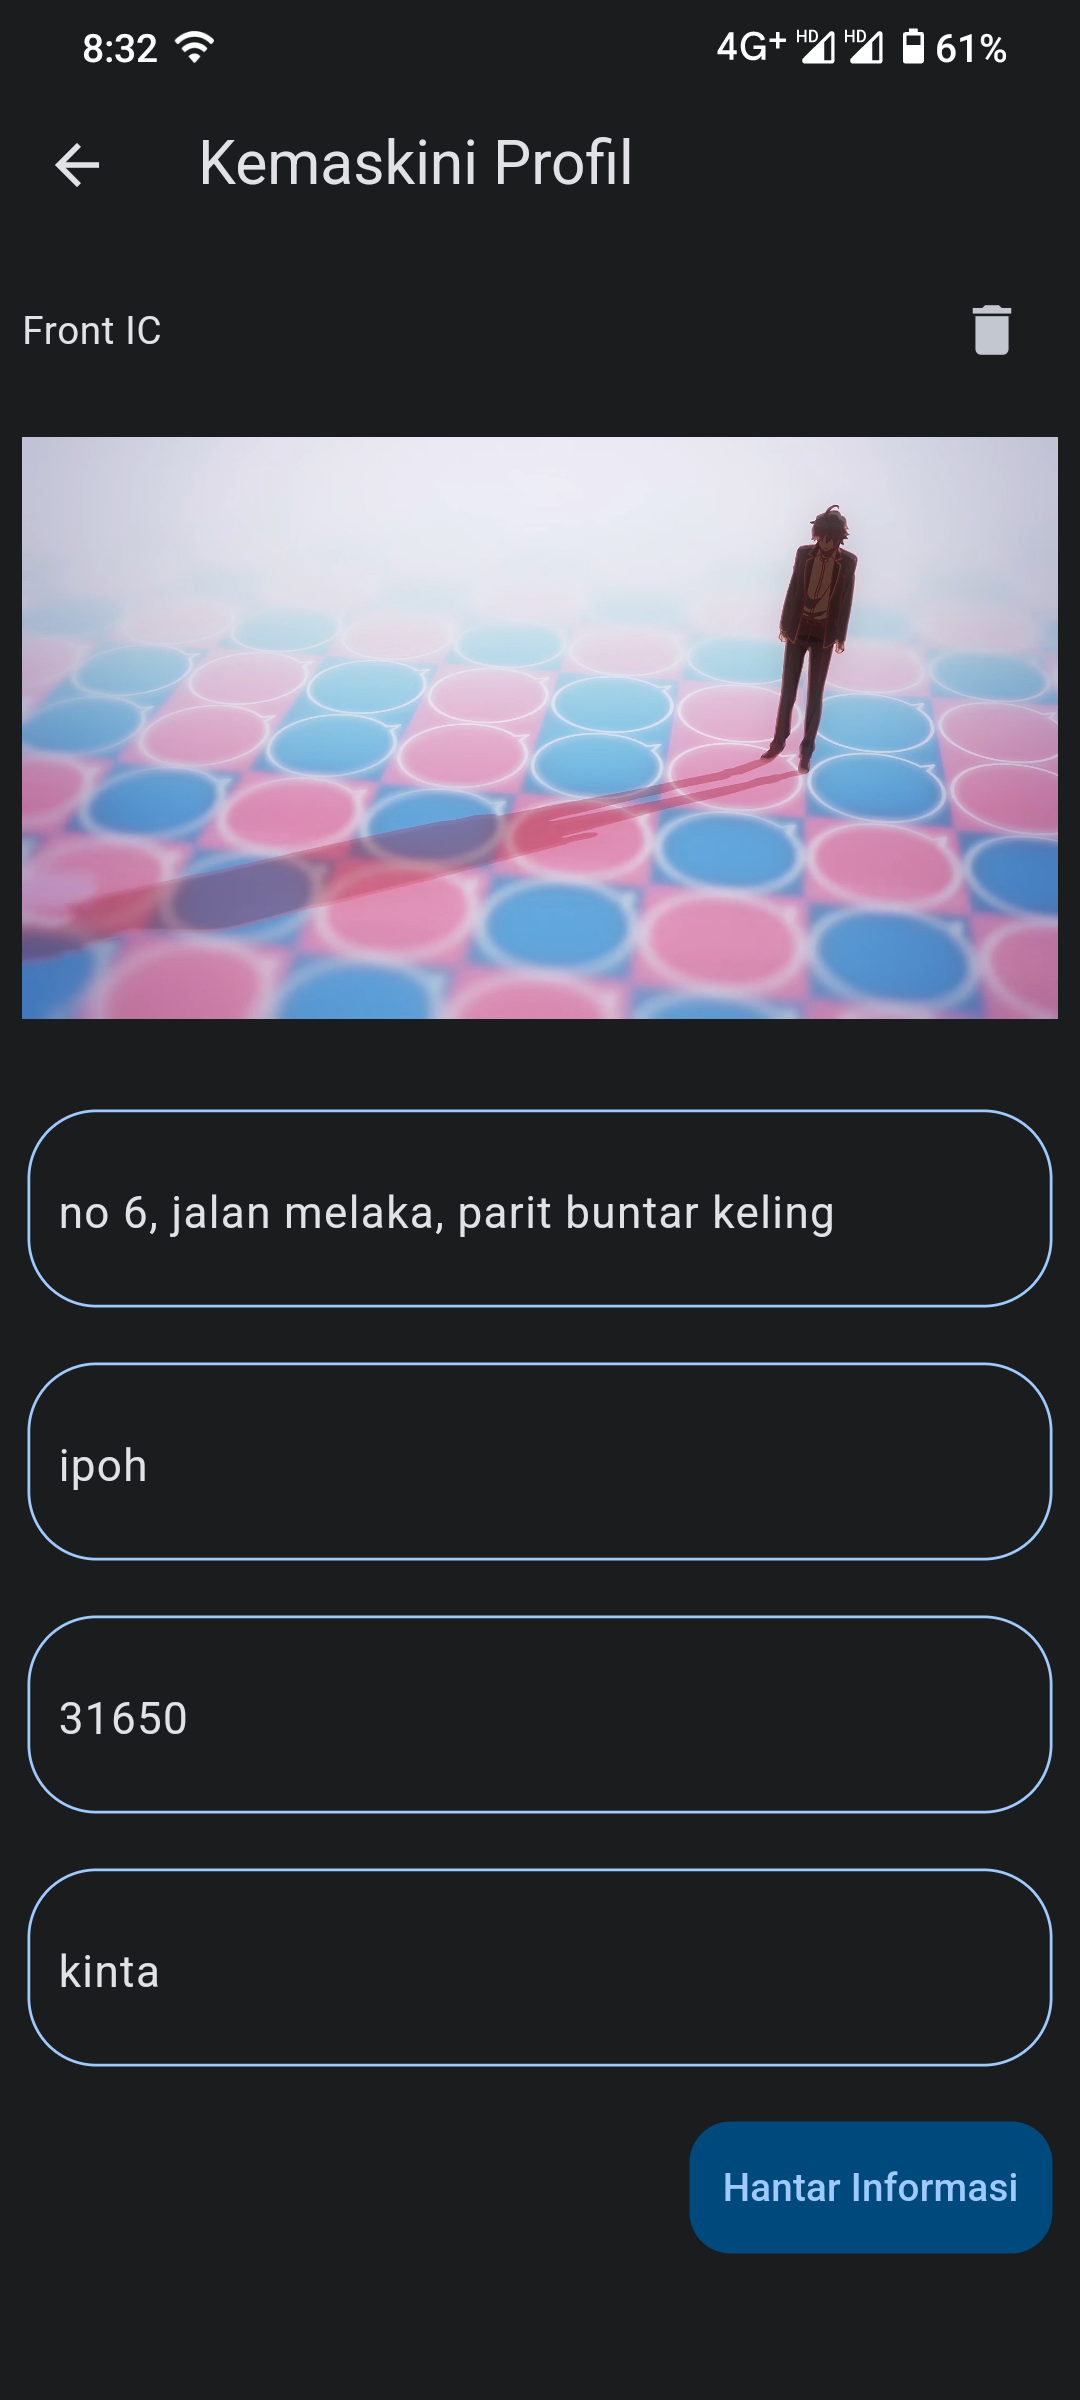 8:32 4G+ HD HD 61%
Kemaskini Profil
Front IC
no 6, jalan melaka, parit buntar keling
ipoh
31650
kinta
Hantar Informasi